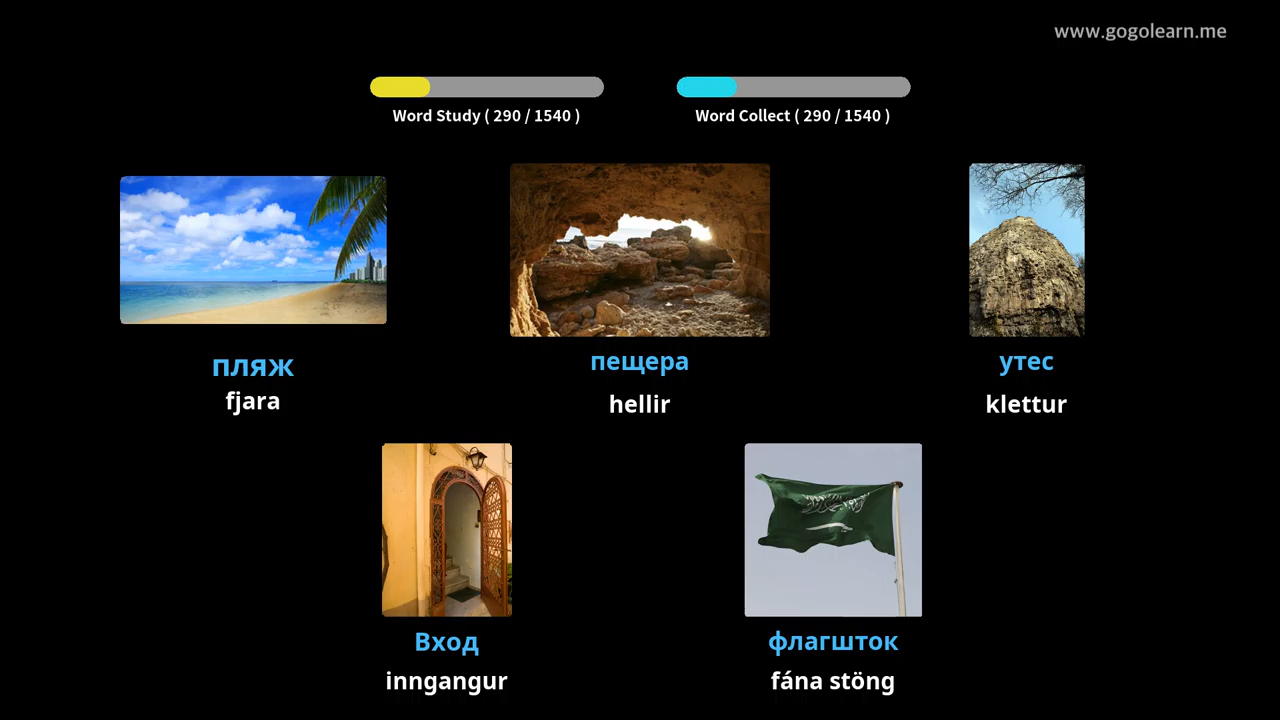 www.gogolearn.me
Word Study ( 290 / 1540 )
Word Collect ( 290 / 1540 )
пляж
fjara
пещера
hellir
утес
klettur
Вход
inngangur
флагшток
fána stöng